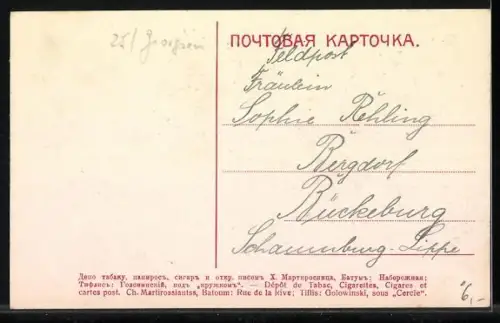 25/ Georgien
ПОЧТОВАЯ КАРТОЧКА.
Feldpost
Fräulein
Sophie Rehling
Bergdorf
Bückeburg
Schaumburg-Lippe
Депо табаку, папиросъ, сигаръ и откр. писемъ Х. Мартиросянца, Батумъ: Набережная;
Тифлисъ: Головинскій, подъ „кружкомъ". — Dépôt de Tabac, Cigarettes, Cigares et
cartes post. Ch. Martirossiantss, Batoum: Rue de la Rive; Tiflis: Golowinski, sous „Cercle".
6,-